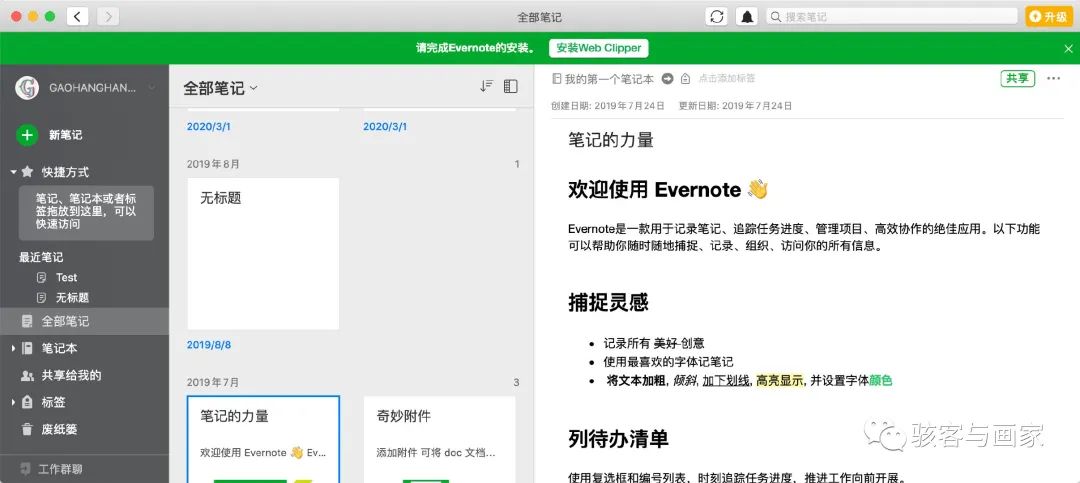 全部笔记
搜索笔记
升级
请完成Evernote的安装。
安装Web Clipper
GAOHANGHAN...
新笔记
快捷方式
笔记、笔记本或者标
签拖放到这里，可以
快速访问
最近笔记
Test
无标题
全部笔记
笔记本
共享给我的
标签
废纸篓
工作群聊
全部笔记
2020/3/1
2020/3/1
2019年8月
1
无标题
2019/8/8
2019年7月
3
笔记的力量
欢迎使用 Evernote 👋 Ev...
奇妙附件
添加附件 可将 doc 文档...
我的第一个笔记本
点击添加标签
共享
创建日期: 2019年7月24日 更新日期: 2019年7月24日
笔记的力量
欢迎使用 Evernote 👋
Evernote是一款用于记录笔记、追踪任务进度、管理项目、高效协作的绝佳应用。以下功能
可以帮助你随时随地捕捉、记录、组织、访问你的所有信息。
捕捉灵感
• 记录所有 美好 创意
• 使用最喜欢的字体记笔记
• 将文本加粗, 倾斜, 加下划线, 高亮显示, 并设置字体颜色
列待办清单
使用复选框和编号列表，时刻追踪任务进度，推进工作向前开展。
骇客与画家